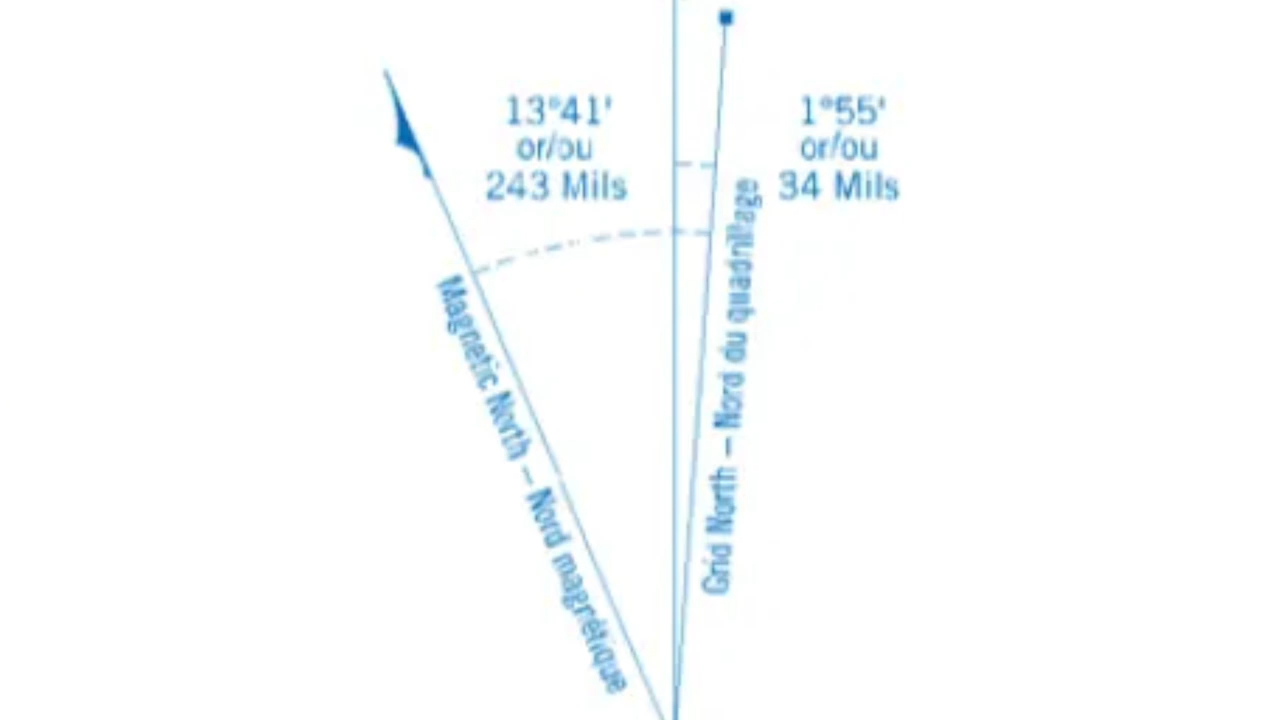 13°41'
or/ou
243 Mils
1°55'
or/ou
34 Mils
Magnetic North – Nord magnétique
Grid North – Nord du quadrillage